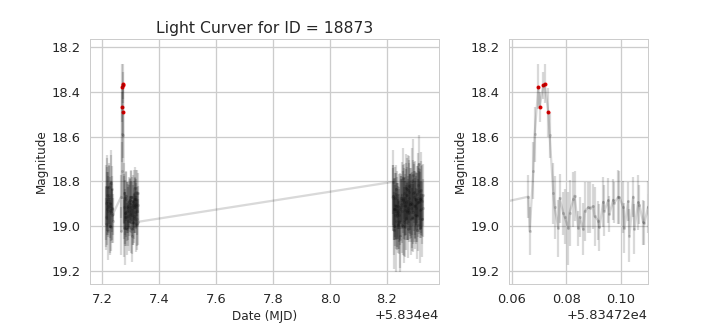 Light Curver for ID = 18873
Magnitude
18.2
18.4
18.6
18.8
19.0
19.2
7.2 7.4 7.6 7.8 8.0 8.2
Date (MJD)
+5.834e4
Magnitude
18.2
18.4
18.6
18.8
19.0
19.2
0.06 0.08 0.10
+5.83472e4